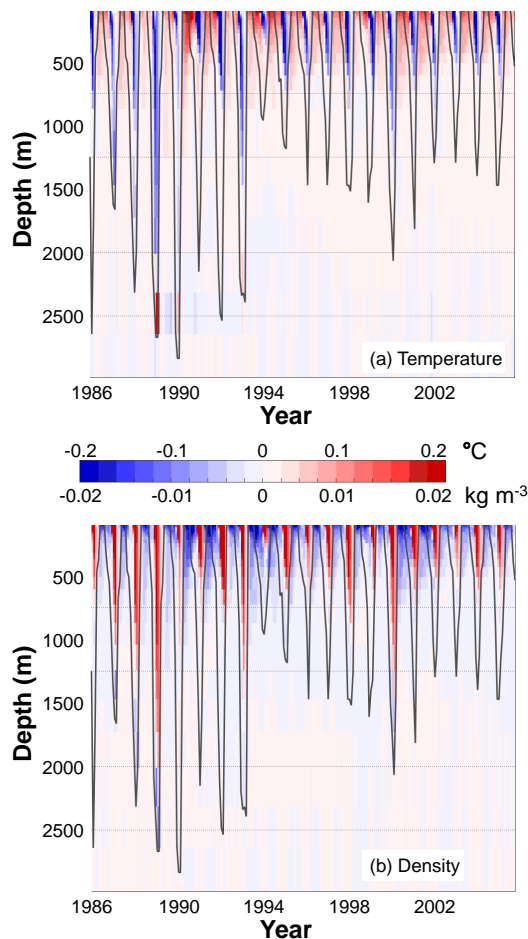 500
1000
1500
2000
2500
Depth (m)
(a) Temperature
1986 1990 1994 1998 2002
Year
-0.2 -0.1 0 0.1 0.2 °C
-0.02 -0.01 0 0.01 0.02 kg m-3
500
1000
1500
2000
2500
Depth (m)
(b) Density
1986 1990 1994 1998 2002
Year